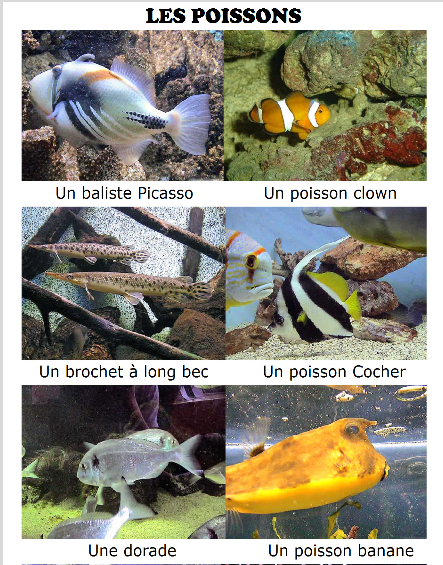 LES POISSONS
Un baliste Picasso
Un poisson clown
Un brochet à long bec
Un poisson Cocher
Une dorade
Un poisson banane